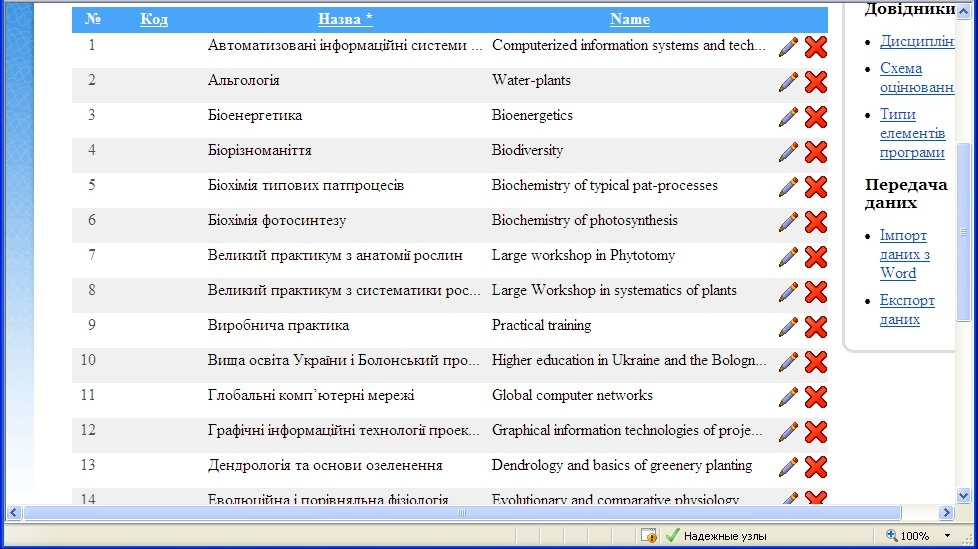 № Код Назва * Name
1 Автоматизовані інформаційні системи ... Computerized information systems and tech...
2 Альгологія Water-plants
3 Біоенергетика Bioenergetics
4 Біорізноманіття Biodiversity
5 Біохімія типових патпроцесів Biochemistry of typical pat-processes
6 Біохімія фотосинтезу Biochemistry of photosynthesis
7 Великий практикум з анатомії рослин Large workshop in Phytotomy
8 Великий практикум з систематики рос... Large Workshop in systematics of plants
9 Виробнича практика Practical training
10 Вища освіта України і Болонський про... Higher education in Ukraine and the Bologn...
11 Глобальні комп’ютерні мережі Global computer networks
12 Графічні інформаційні технології проек... Graphical information technologies of proje...
13 Дендрологія та основи озеленення Dendrology and basics of greenery planting
14 Еволюційна і порівняльна фізіологія Evolutionary and comparative physiology
Довідники
Дисциплін
Схема
оцінюванн
Типи
елементів
програми
Передача
даних
Імпорт
даних з
Word
Експорт
даних
Надежные узлы
100%